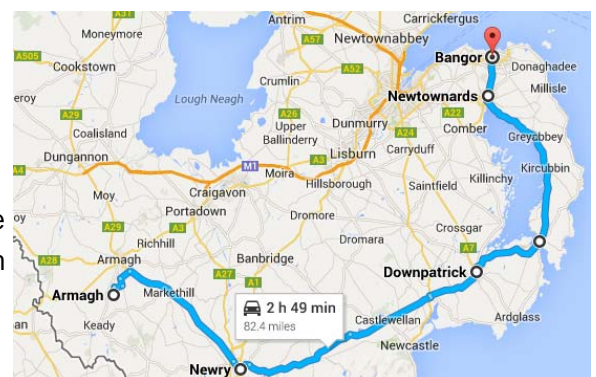 Antrim
Carrickfergus
Moneymore
A57
Newtownabbey
A505
Cookstown
Bangor
Donaghadee
A52
Crumlin
Newtownards
Millisle
Lough Neagh
A29
A26
Dunmurry
A22
Comber
Coalisland
Upper
Ballinderry
A24
Greyabbey
Dungannon
A3
Lisburn
Carryduff
Kircubbin
A4
M1
Moira
Hillsborough
Killinchy
Moy
Craigavon
Saintfield
Portadown
Dromore
A29
A3
Crossgar
Richhill
Dromara
A28
Armagh
A27
Banbridge
A7
A1
Downpatrick
Armagh
Markethill
2 h 49 min
82.4 miles
Castlewellan
Ardglass
Keady
Newcastle
Newry